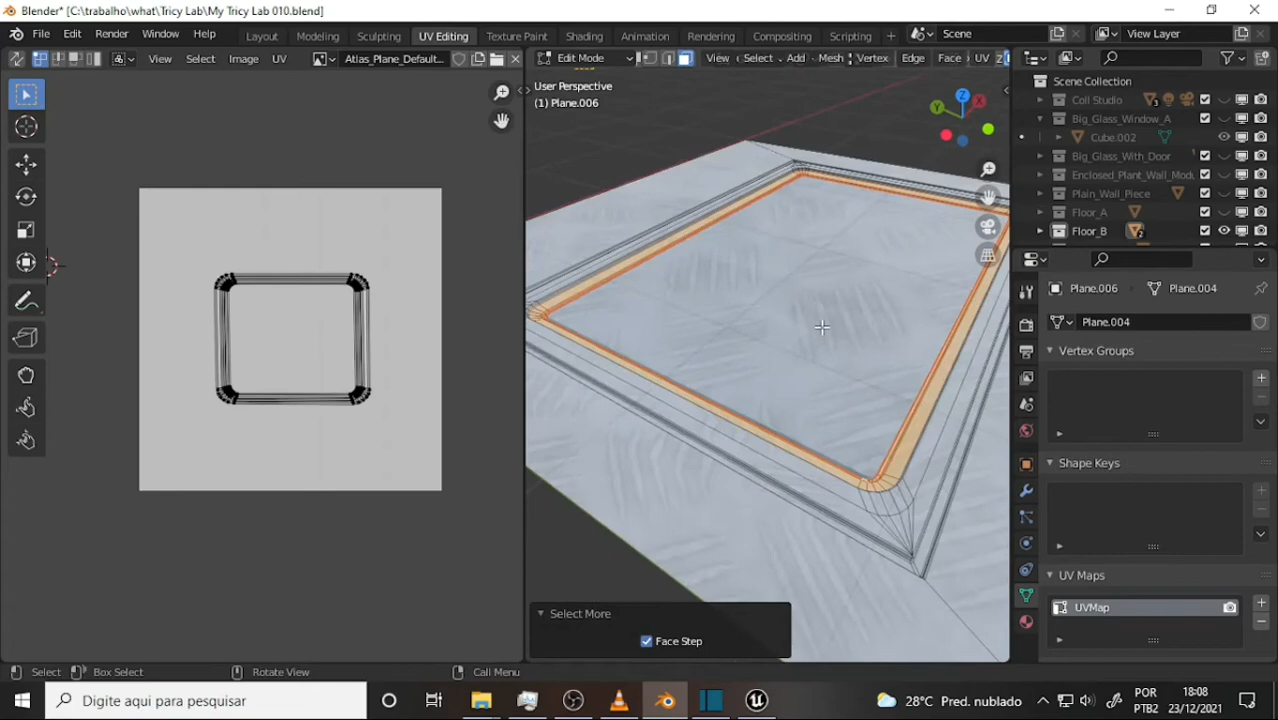 Blender* [C:\trabalho\what\Tricy Lab\My Tricy Lab 010.blend]
File Edit Render Window Help Layout Modeling Sculpting UV Editing Texture Paint Shading Animation Rendering Compositing Scripting Scene View Layer
View Select Image UV Atlas_Plane_Default... Edit Mode View Select Add Mesh Vertex Edge Face UV
User Perspective
(1) Plane.006
Z X Y
Scene Collection
Coll Studio 3
Big_Glass_Window_A
Cube.002
Big_Glass_With_Door
Enclosed_Plant_Wall_Modu
Plain_Wall_Piece
Floor_A
Floor_B 2
Plane.006 Plane.004
Plane.004
Vertex Groups
Shape Keys
UV Maps
UVMap
Select More
Face Step
Select Box Select Rotate View Call Menu
Digite aqui para pesquisar
28°C Pred. nublado
POR
PTB2
18:08
23/12/2021